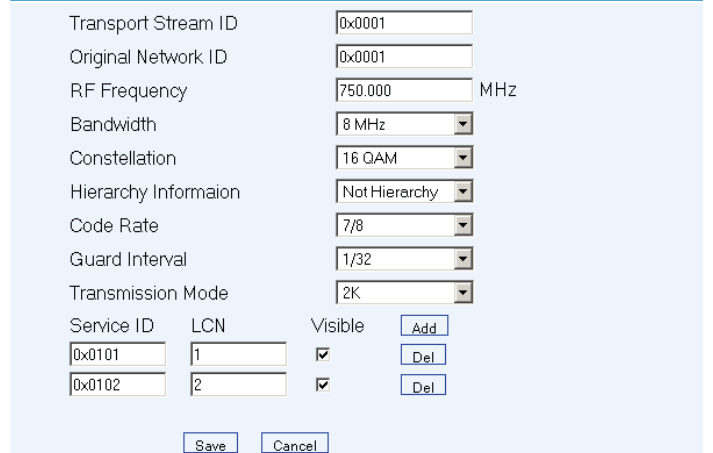 Transport Stream ID 0x0001
Original Network ID 0x0001
RF Frequency 750.000 MHz
Bandwidth 8 MHz
Constellation 16 QAM
Hierarchy Informaion Not Hierarchy
Code Rate 7/8
Guard Interval 1/32
Transmission Mode 2K
Service ID LCN Visible Add
0x0101 1 Del
0x0102 2 Del
Save Cancel